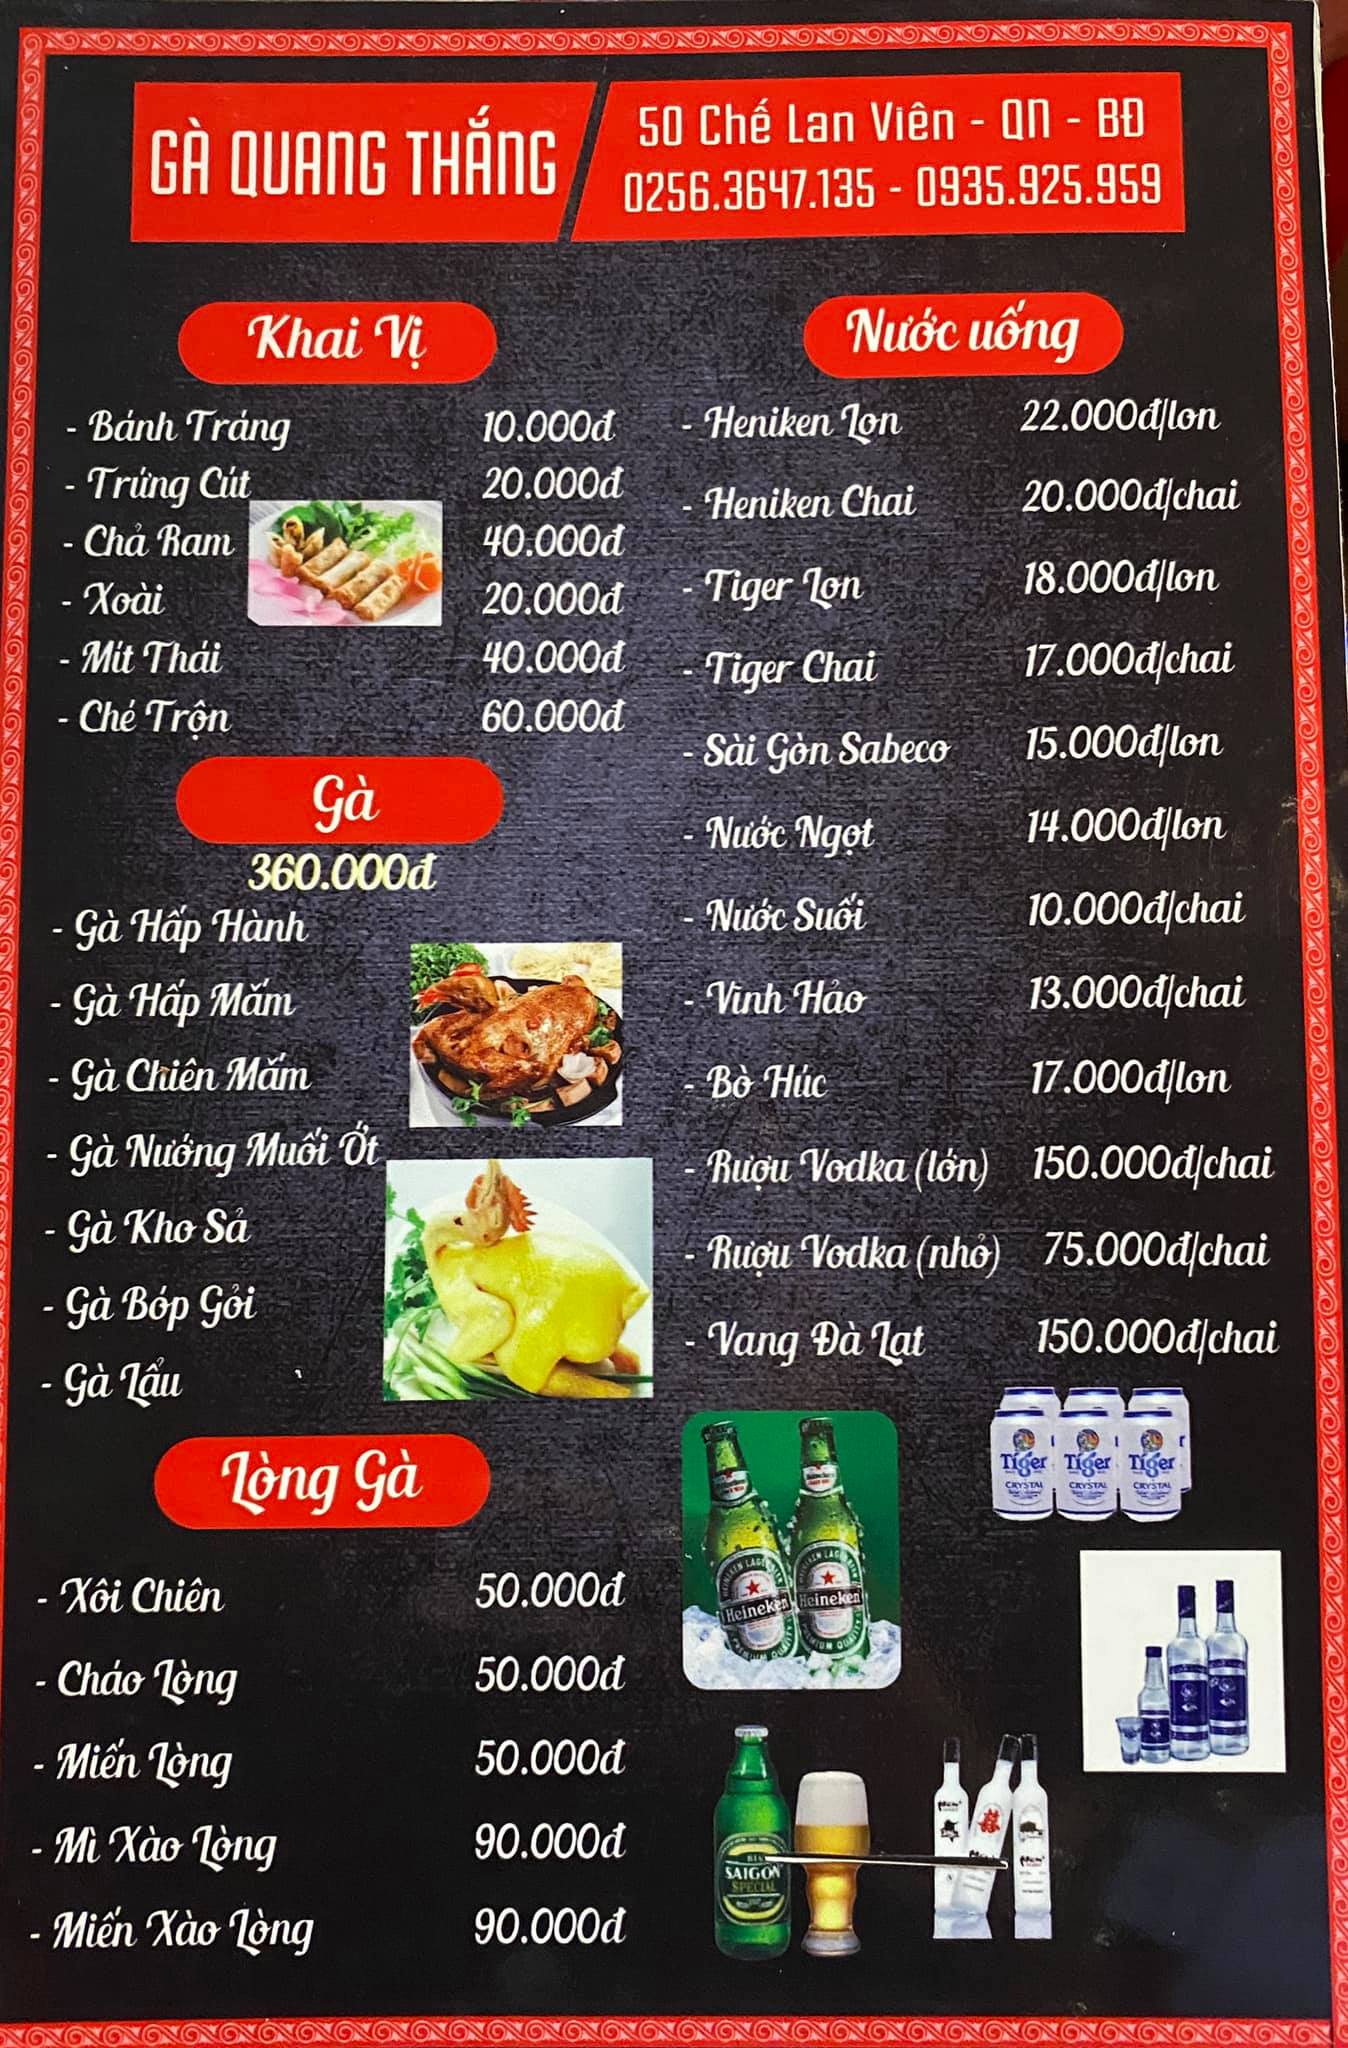 GÀ QUANG THẮNG
50 Chế Lan Viên - QN - BĐ
0256.3647.135 - 0935.925.959
Khai Vị
- Bánh Tráng 10.000đ
- Trứng Cút 20.000đ
- Chả Ram 40.000đ
- Xoài 20.000đ
- Mít Thái 40.000đ
- Ché Trộn 60.000đ
Gà
360.000đ
- Gà Hấp Hành
- Gà Hấp Mắm
- Gà Chiên Mắm
- Gà Nướng Muối Ớt
- Gà Kho Sả
- Gà Bóp Gỏi
- Gà Lẩu
Lòng Gà
- Xôi Chiên 50.000đ
- Cháo Lòng 50.000đ
- Miến Lòng 50.000đ
- Mì Xào Lòng 90.000đ
- Miến Xào Lòng 90.000đ
Nước uống
- Heniken Lon 22.000đ/lon
- Heniken Chai 20.000đ/chai
- Tiger Lon 18.000đ/lon
- Tiger Chai 17.000đ/chai
- Sài Gòn Sabeco 15.000đ/lon
- Nước Ngọt 14.000đ/lon
- Nước Suối 10.000đ/chai
- Vĩnh Hảo 13.000đ/chai
- Bò Húc 17.000đ/lon
- Rượu Vodka (lớn) 150.000đ/chai
- Rượu Vodka (nhỏ) 75.000đ/chai
- Vang Đà Lạt 150.000đ/chai
Tiger Tiger Tiger
CRYSTAL CRYSTAL CRYSTAL
Heineken Heineken
SAIGON
SPECIAL